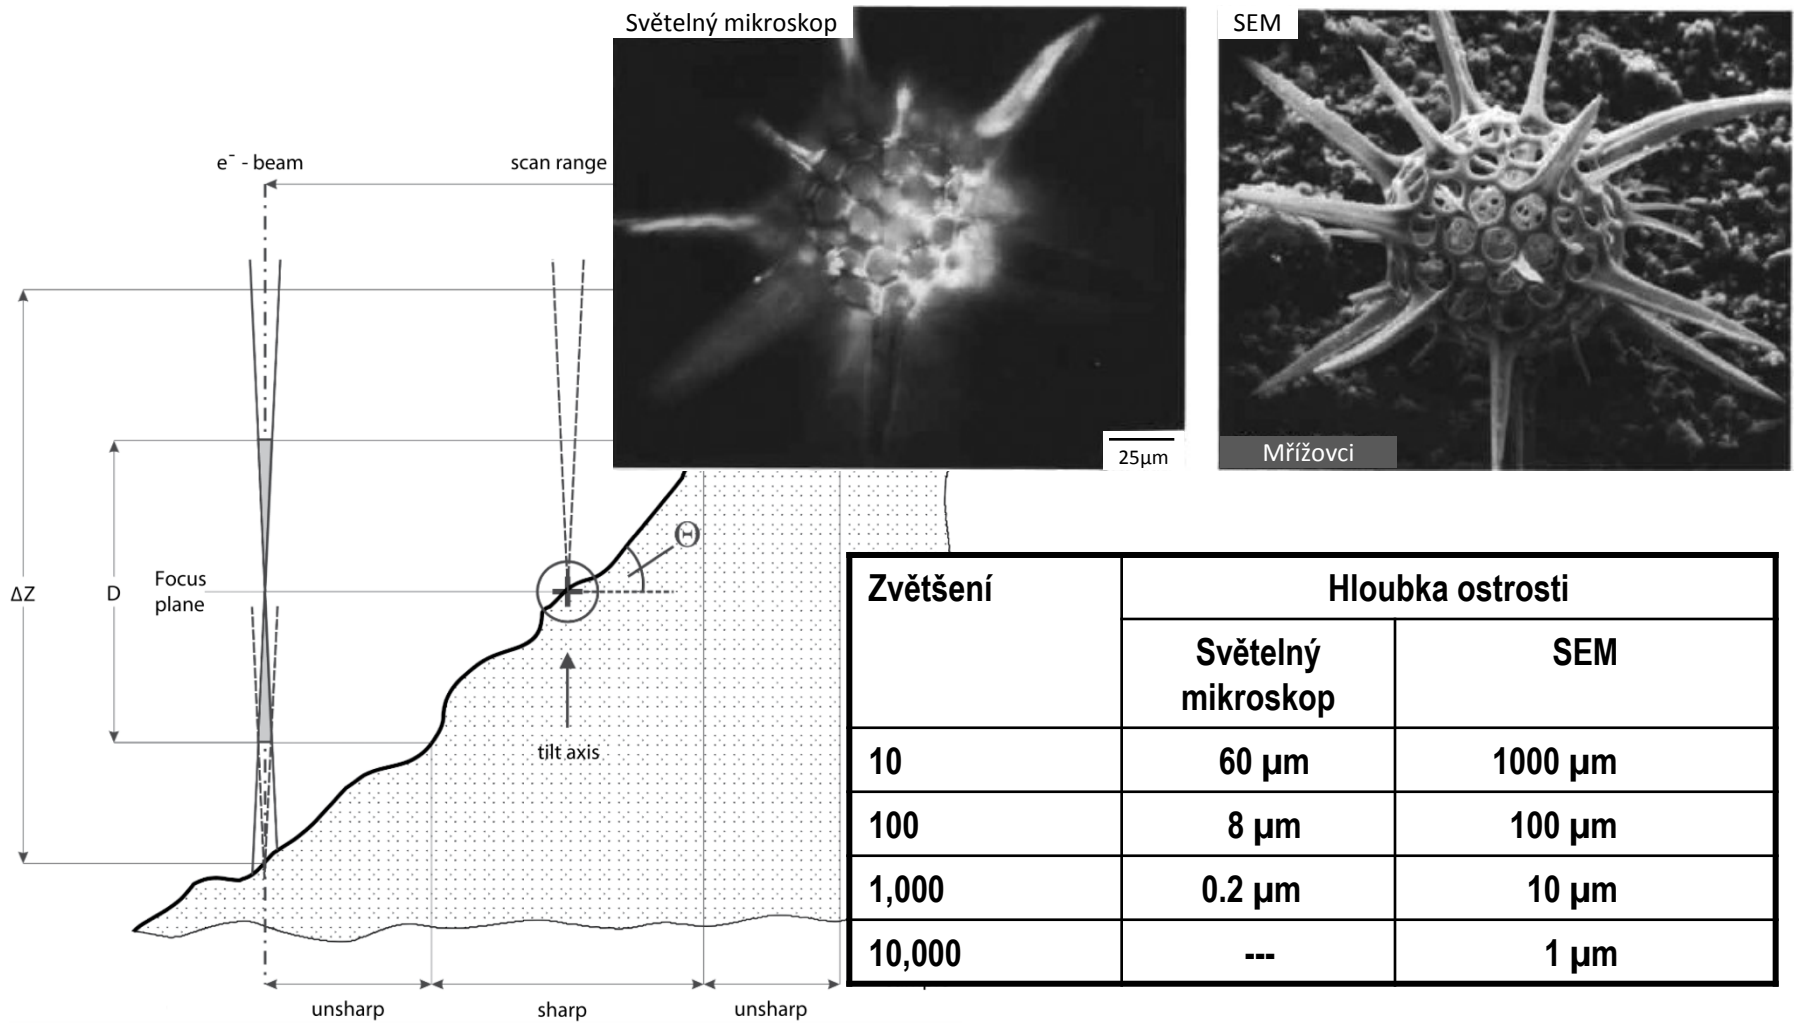 Světelný mikroskop
SEM
e⁻ - beam
scan range
25µm
Mřížovci
Θ
ΔZ
D
Focus
plane
tilt axis
unsharp
sharp
unsharp
Zvětšení
Hloubka ostrosti
Světelný
mikroskop
SEM
10
60 µm
1000 µm
100
8 µm
100 µm
1,000
0.2 µm
10 µm
10,000
---
1 µm